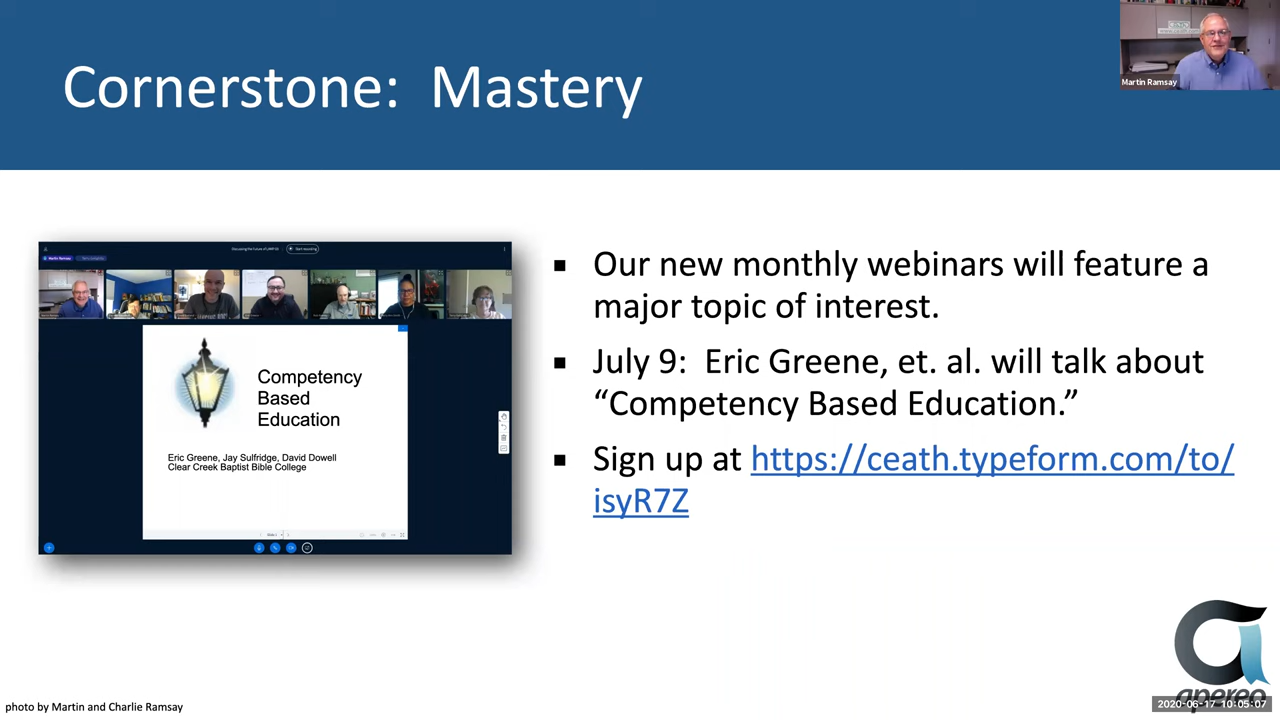 Cornerstone: Mastery
Martin Ramsay
Competency
Based
Education
Eric Greene, Jay Sulfridge, David Dowell
Clear Creek Baptist Bible College
▪ Our new monthly webinars will feature a
major topic of interest.
▪ July 9: Eric Greene, et. al. will talk about
“Competency Based Education.”
▪ Sign up at https://ceath.typeform.com/to/
isyR7Z
apereo
2020-06-17 10:05:07
photo by Martin and Charlie Ramsay